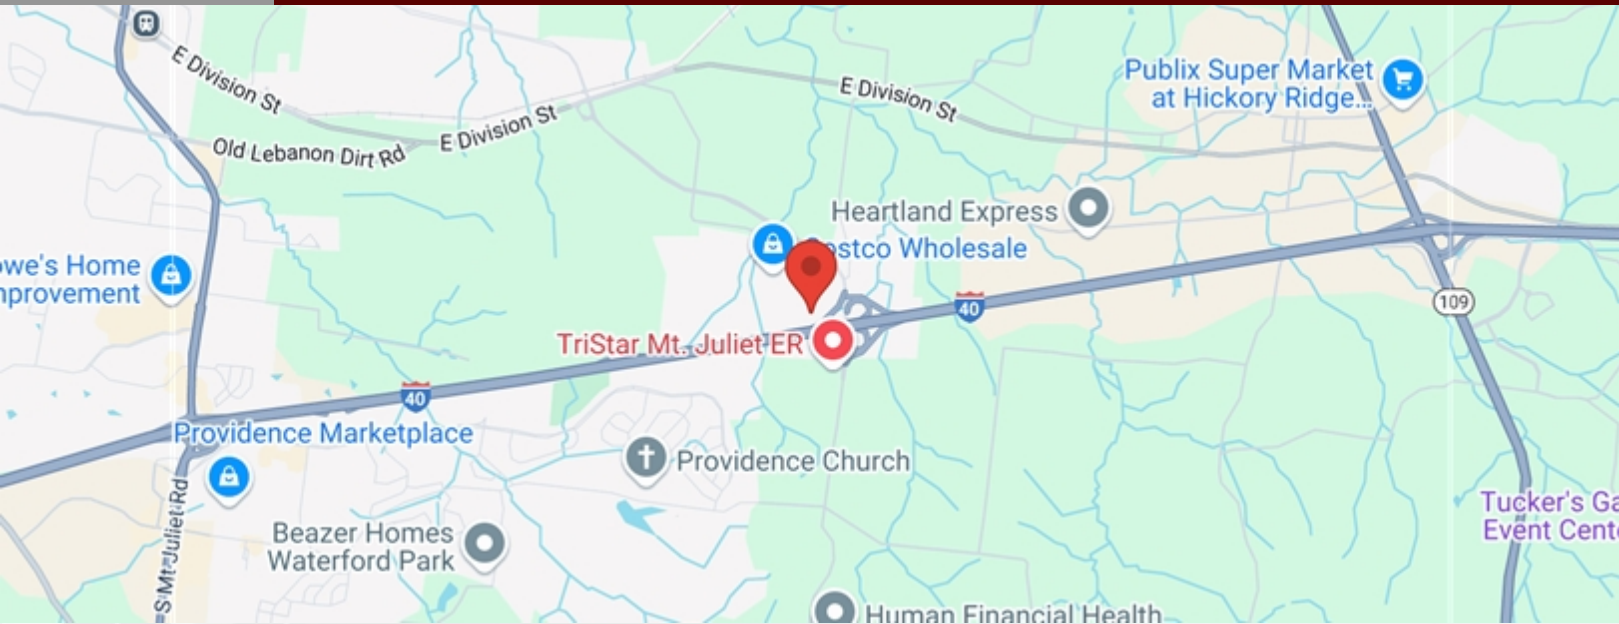 E Division St
E Division St
Publix Super Market
at Hickory Ridge...
Old Lebanon Dirt Rd
E Division St
Heartland Express
ostco Wholesale
owe's Home
nprovement
40
109
TriStar Mt. Juliet ER
40
Providence Marketplace
Providence Church
S Mt Juliet Rd
Tucker's Ga
Event Cent
Beazer Homes
Waterford Park
Human Financial Health